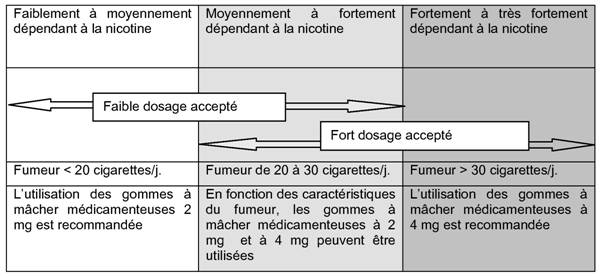 Faiblement à moyennement
dépendant à la nicotine
Moyennement à fortement
dépendant à la nicotine
Fortement à très fortement
dépendant à la nicotine
Faible dosage accepté
Fort dosage accepté
Fumeur < 20 cigarettes/j.
Fumeur de 20 à 30 cigarettes/j.
Fumeur > 30 cigarettes/j.
L’utilisation des gommes à
mâcher médicamenteuses 2
mg est recommandée
En fonction des caractéristiques
du fumeur, les gommes à
mâcher médicamenteuses à 2
mg et à 4 mg peuvent être
utilisées
L’utilisation des gommes à
mâcher médicamenteuses à
4 mg est recommandée